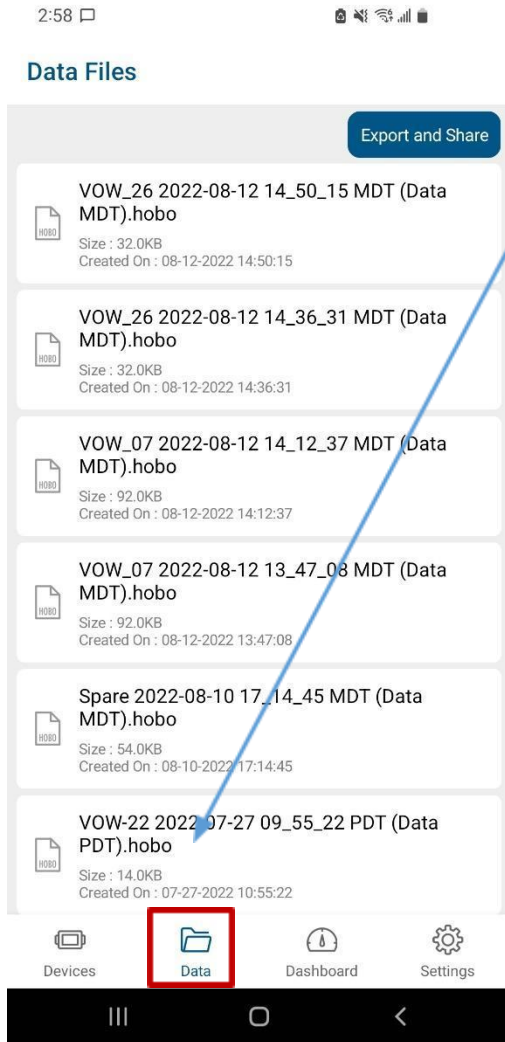 2:58
Data Files
Export and Share
VOW_26 2022-08-12 14_50_15 MDT (Data
MDT).hobo
HOBO
Size : 32.0KB
Created On : 08-12-2022 14:50:15
VOW_26 2022-08-12 14_36_31 MDT (Data
MDT).hobo
HOBO
Size : 32.0KB
Created On : 08-12-2022 14:36:31
VOW_07 2022-08-12 14_12_37 MDT (Data
MDT).hobo
HOBO
Size : 92.0KB
Created On : 08-12-2022 14:12:37
VOW_07 2022-08-12 13_47_08 MDT (Data
MDT).hobo
HOBO
Size : 92.0KB
Created On : 08-12-2022 13:47:08
Spare 2022-08-10 17_14_45 MDT (Data
MDT).hobo
HOBO
Size : 54.0KB
Created On : 08-10-2022 17:14:45
VOW-22 2022-07-27 09_55_22 PDT (Data
PDT).hobo
HOBO
Size : 14.0KB
Created On : 07-27-2022 10:55:22
Devices Data Dashboard Settings